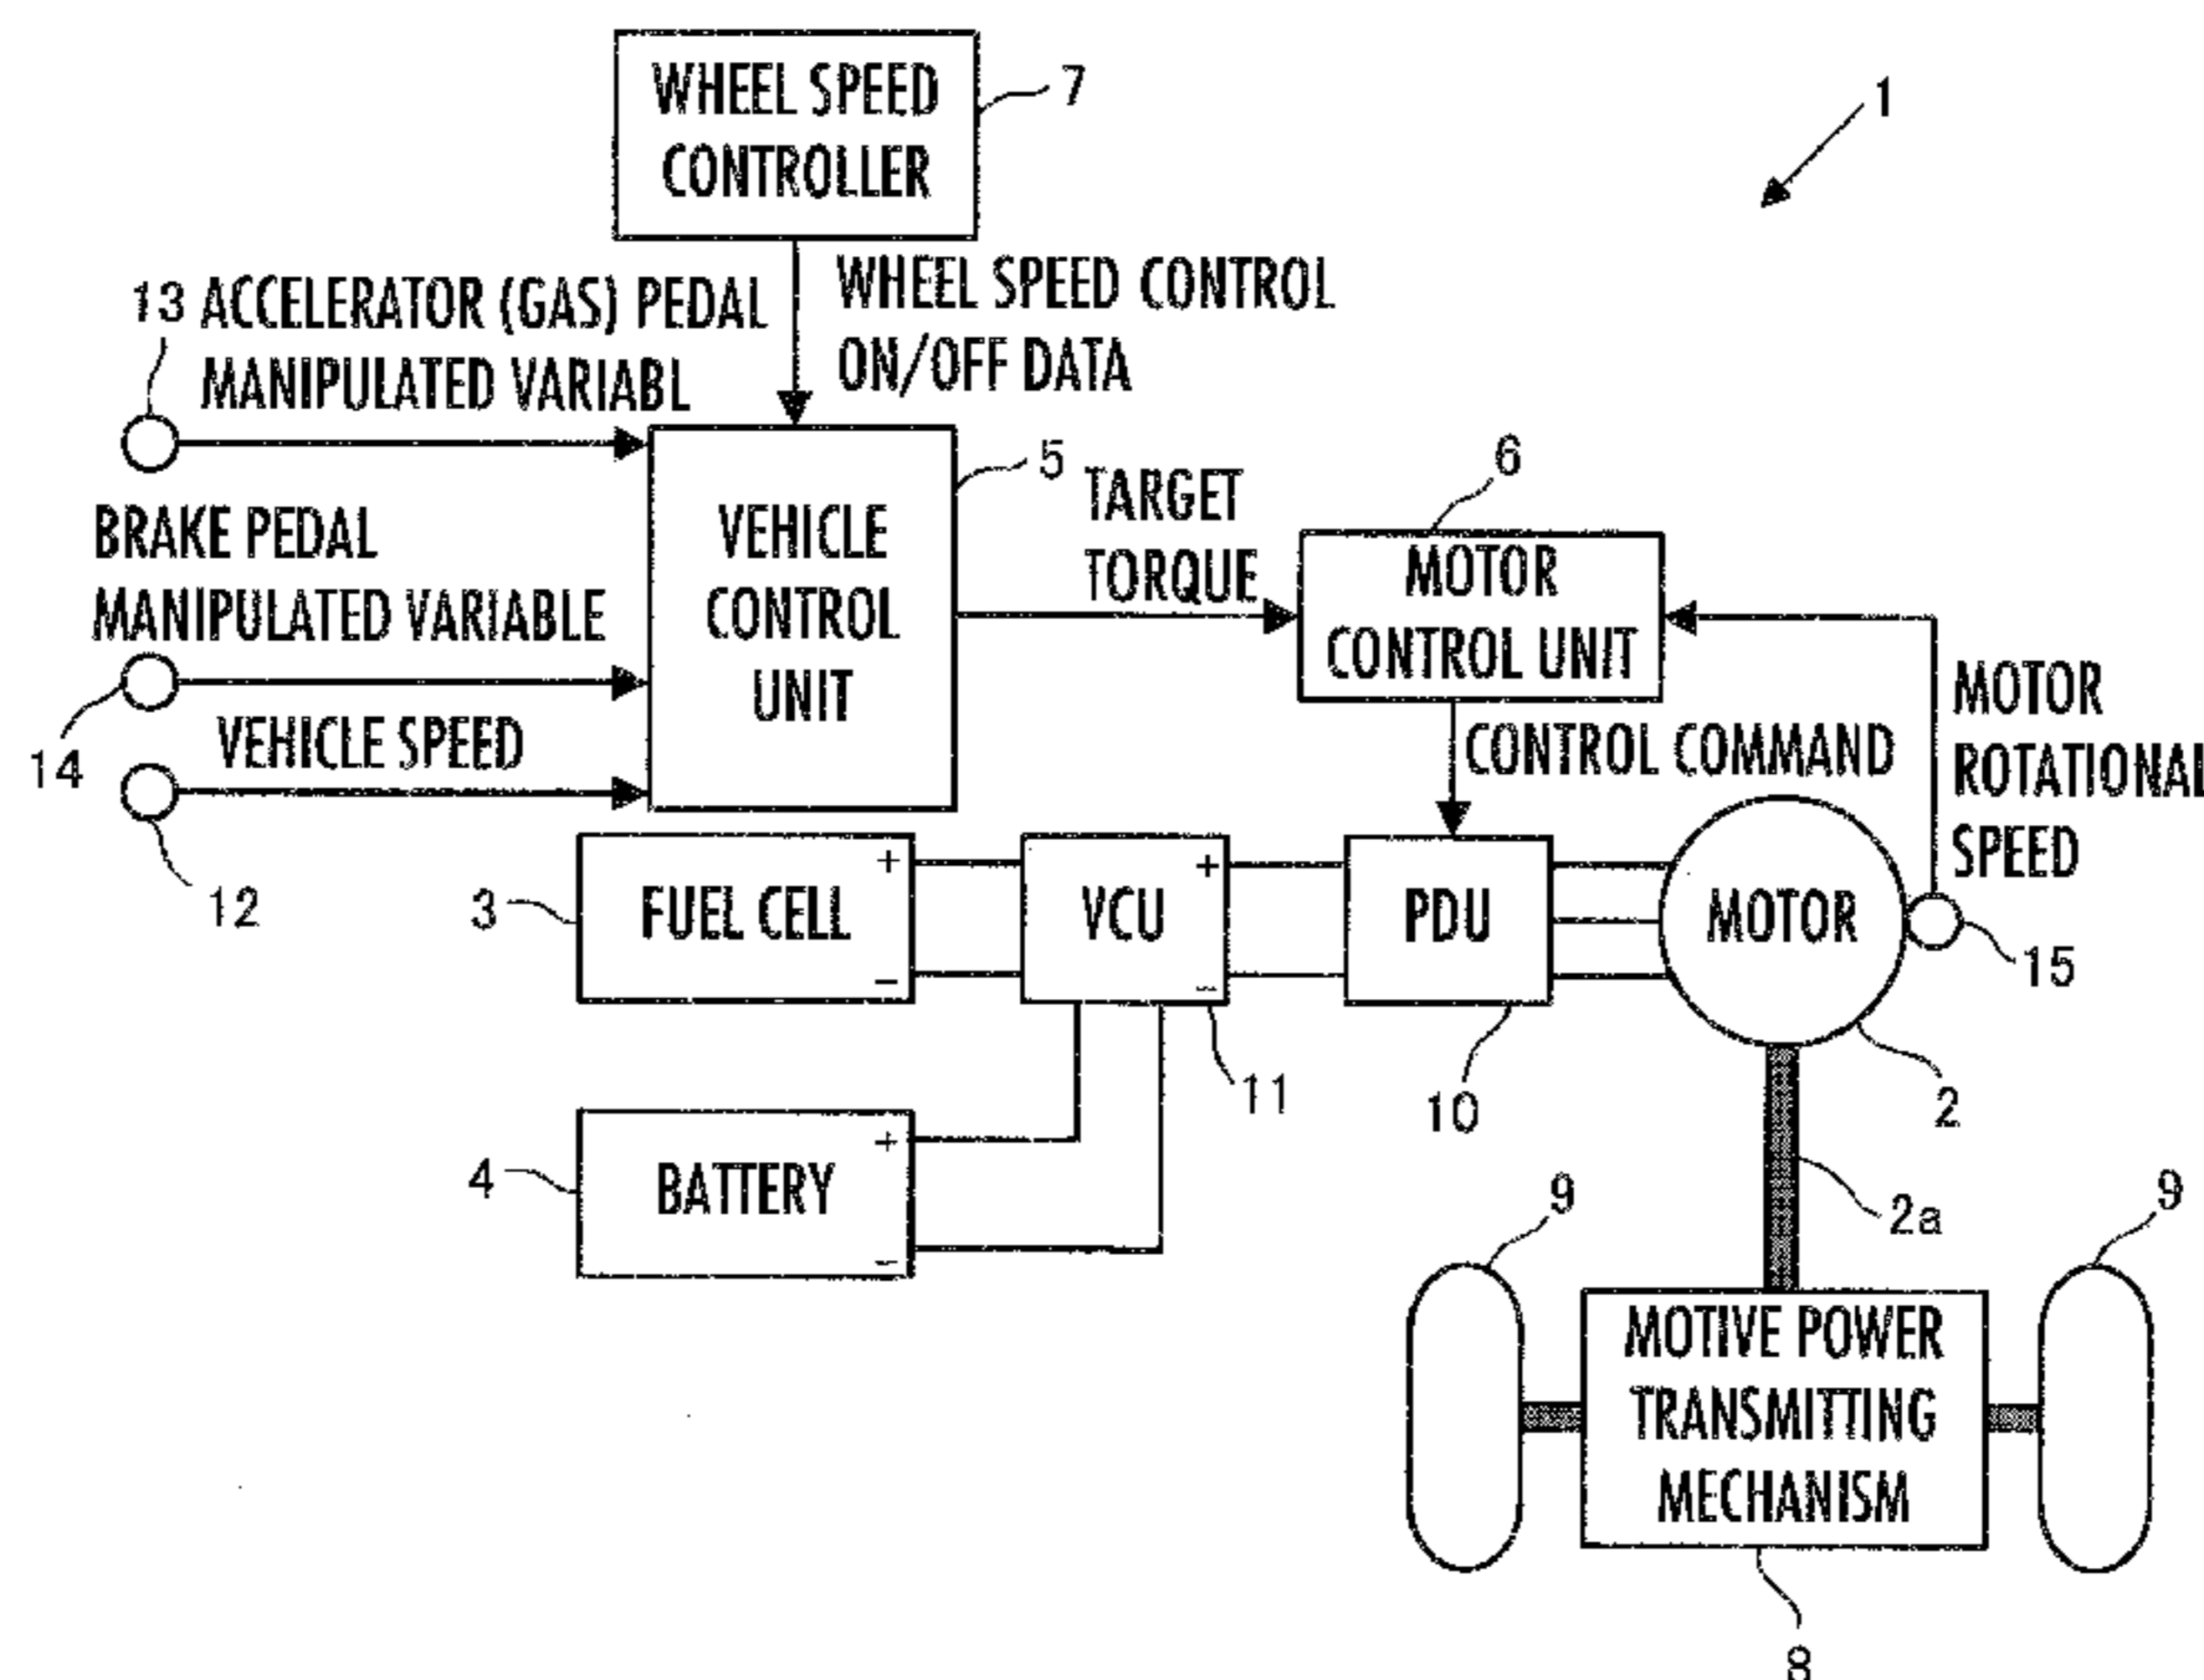 WHEEL SPEED
CONTROLLER
7
1
13 ACCELERATOR (GAS) PEDAL
MANIPULATED VARIABL
WHEEL SPEED CONTROL
ON/OFF DATA
BRAKE PEDAL
MANIPULATED VARIABLE
14
VEHICLE SPEED
12
VEHICLE
CONTROL
UNIT
5
TARGET
TORQUE
6
MOTOR
CONTROL UNIT
CONTROL COMMAND
MOTOR
ROTATIONAL
SPEED
3
FUEL CELL
+
−
VCU
+
−
11
PDU
10
MOTOR
15
2
2a
4
BATTERY
+
−
9
9
MOTIVE POWER
TRANSMITTING
MECHANISM
8